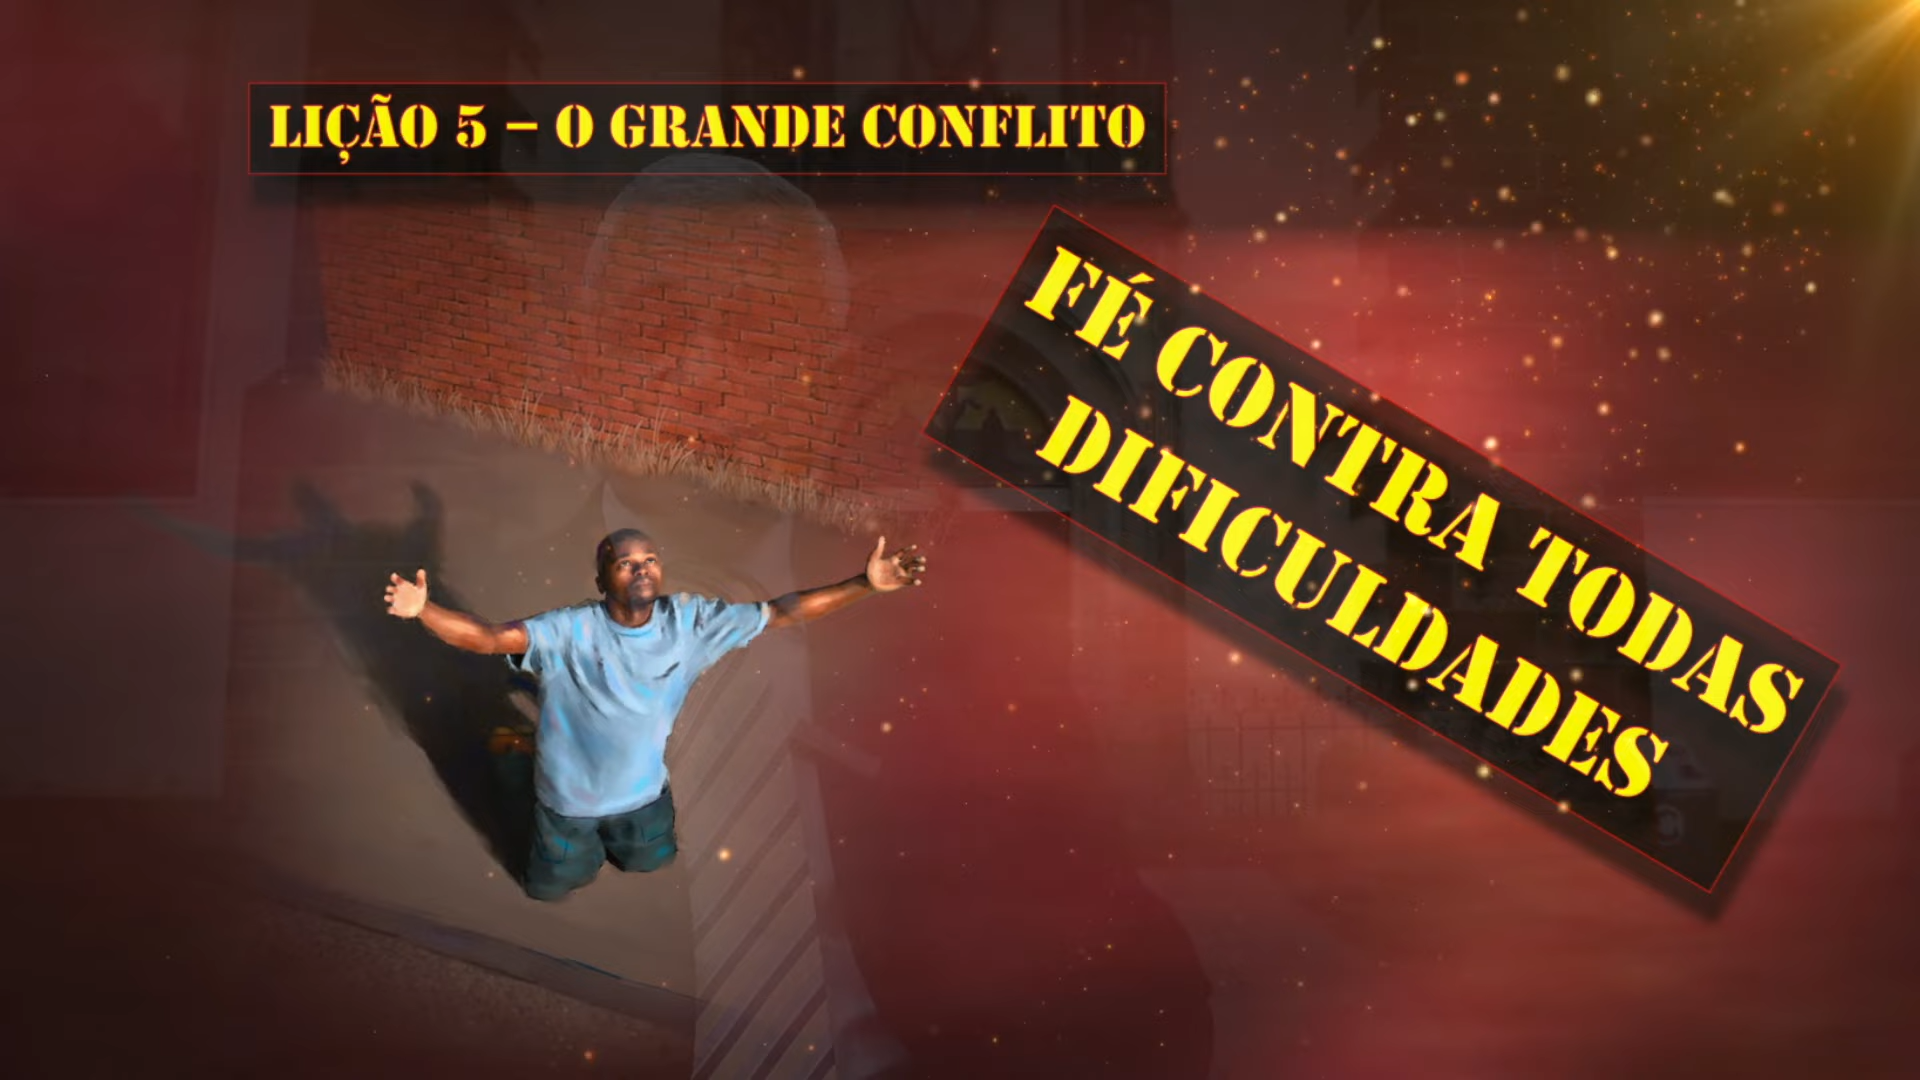 LIÇÃO 5 – O GRANDE CONFLITO
FÉ CONTRA TODAS
DIFICULDADES